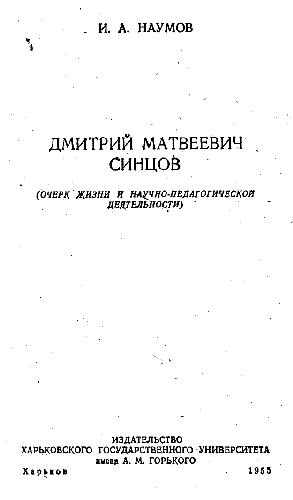 И. А. НАУМОВ
ДМИТРИЙ МАТВЕЕВИЧ
СИНЦОВ
(ОЧЕРК ЖИЗНИ И НАУЧНО-ПЕДАГОГИЧЕСКОЙ
ДЕЯТЕЛЬНОСТИ)
ИЗДАТЕЛЬСТВО
ХАРЬКОВСКОГО ГОСУДАРСТВЕННОГО УНИВЕРСИТЕТА
имени А. М. ГОРЬКОГО
Харьков 1955